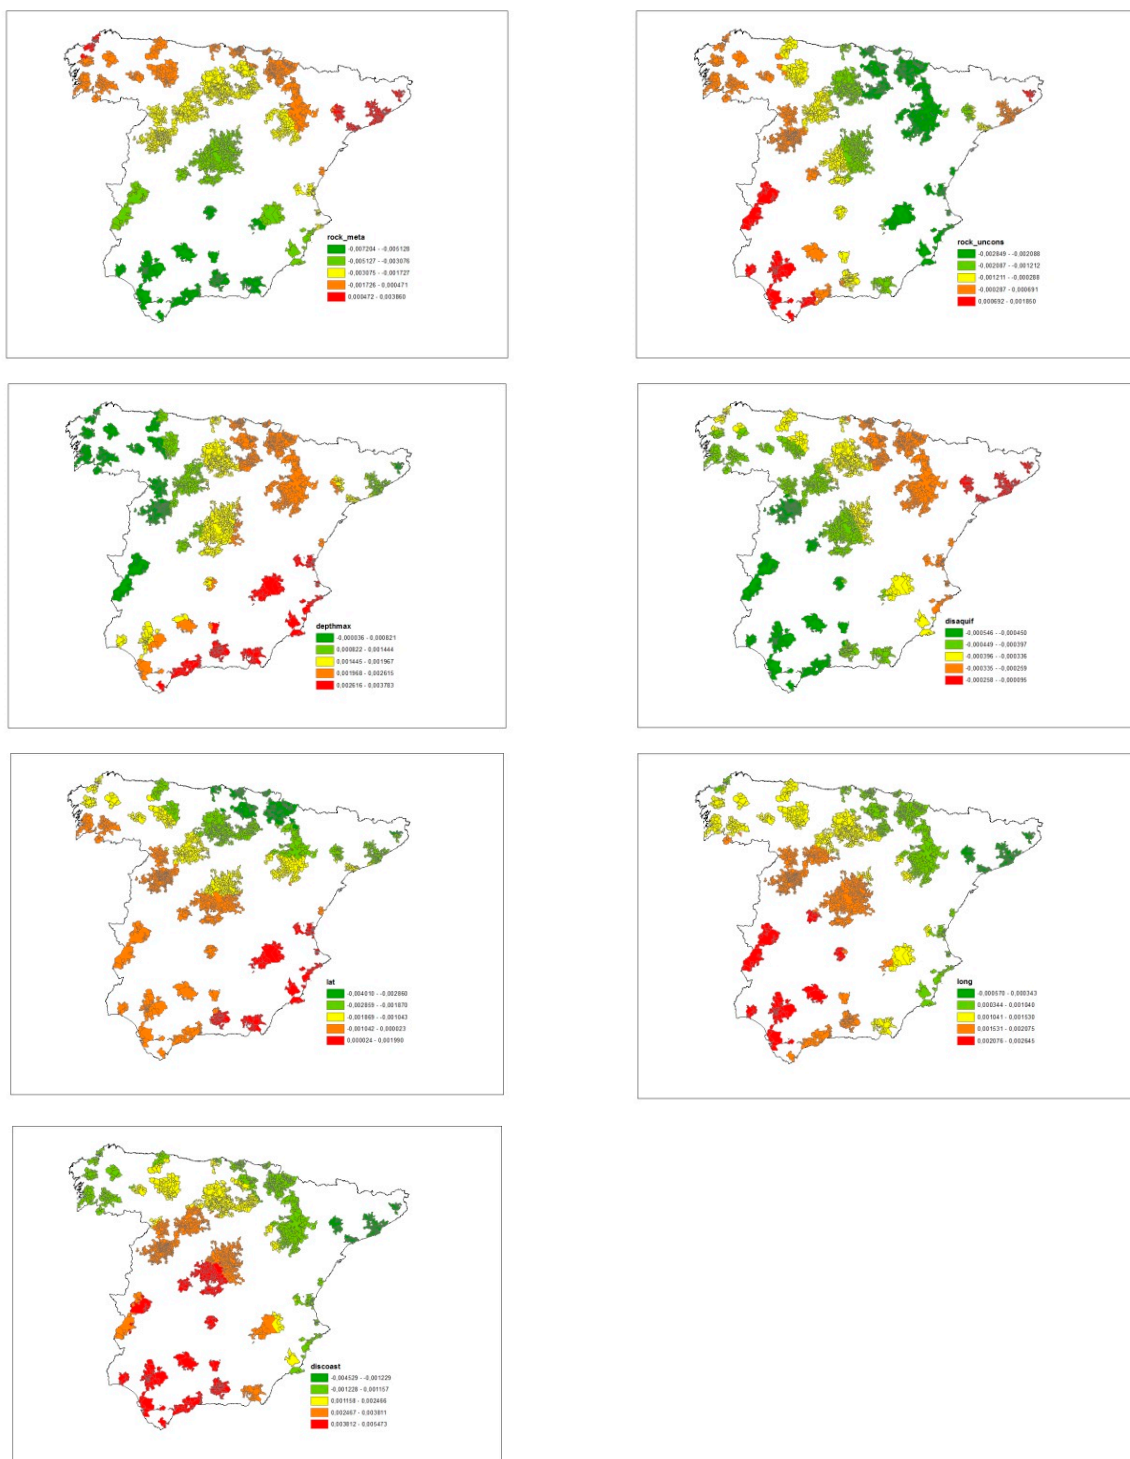 rock_meta
-0,007204 - -0,005128
-0,005127 - -0,003076
-0,003075 - -0,001727
-0,001726 - 0,000471
0,000472 - 0,003860
rock_uncons
-0,002849 - -0,002088
-0,002087 - -0,001212
-0,001211 - -0,000288
-0,000287 - 0,000691
0,000692 - 0,001850
depthmax
-0,000036 - 0,000821
0,000822 - 0,001444
0,001445 - 0,001967
0,001968 - 0,002615
0,002616 - 0,003783
disaquif
-0,000546 - -0,000450
-0,000449 - -0,000397
-0,000396 - -0,000336
-0,000335 - -0,000259
-0,000258 - -0,000095
lat
-0,004010 - -0,002860
-0,002859 - -0,001870
-0,001869 - -0,001043
-0,001042 - 0,000023
0,000024 - 0,001990
long
-0,000570 - 0,000343
0,000344 - 0,001040
0,001041 - 0,001530
0,001531 - 0,002075
0,002076 - 0,002645
discoast
-0,004529 - -0,001229
-0,001228 - 0,001157
0,001158 - 0,002466
0,002467 - 0,003811
0,003812 - 0,005473